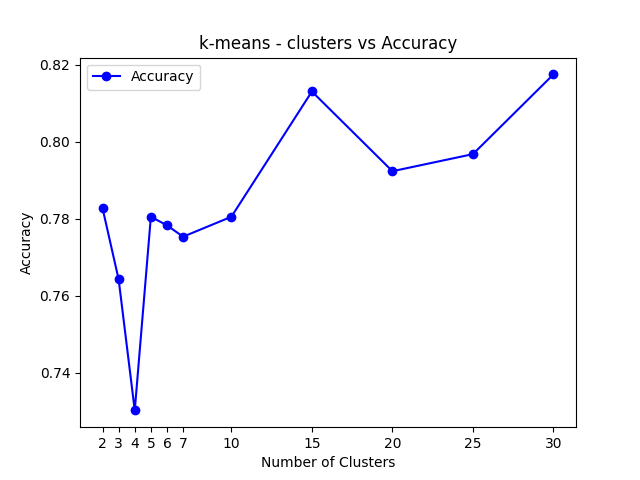 k-means - clusters vs Accuracy
Accuracy
0.82
0.80
0.78
0.76
0.74
Accuracy
2 3 4 5 6 7 10 15 20 25 30
Number of Clusters